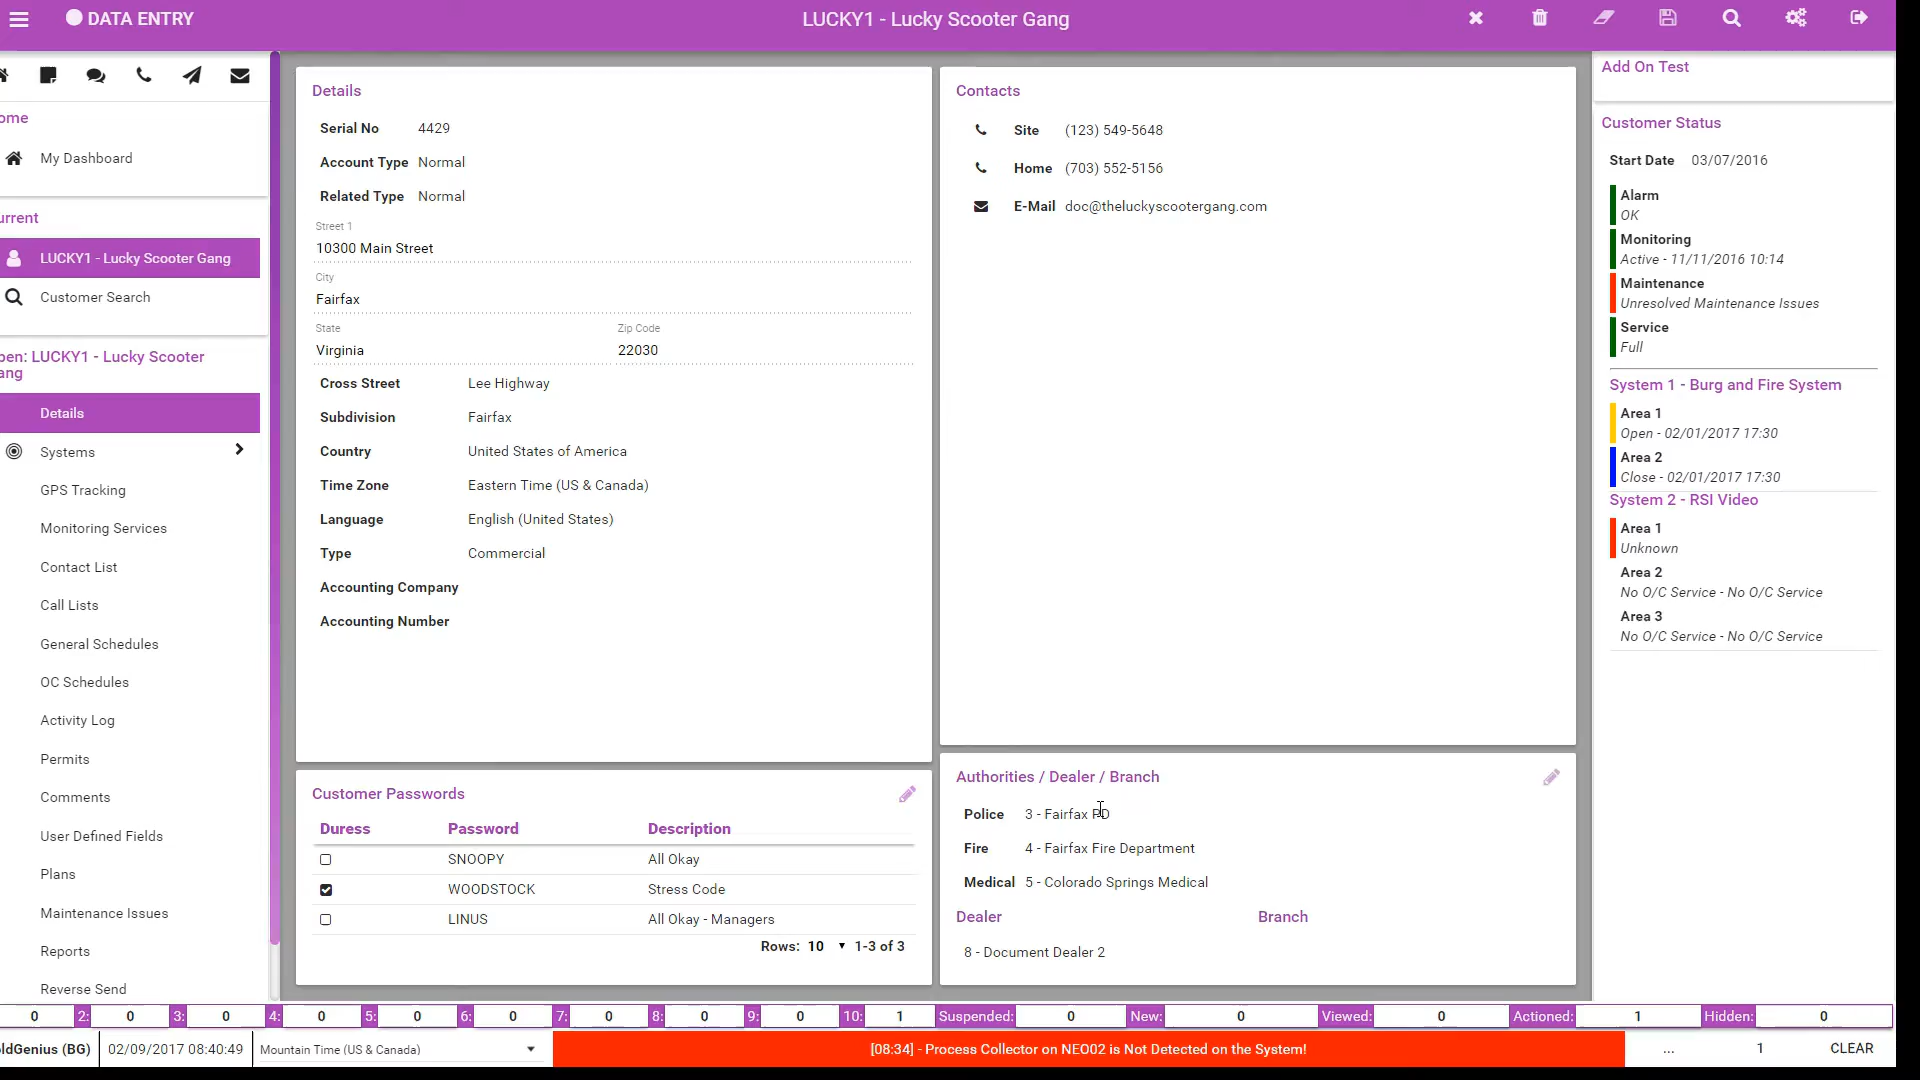 DATA ENTRY
LUCKY1 - Lucky Scooter Gang
ome
My Dashboard
urrent
LUCKY1 - Lucky Scooter Gang
Customer Search
pen: LUCKY1 - Lucky Scooter
ang
Details
Systems
GPS Tracking
Monitoring Services
Contact List
Call Lists
General Schedules
OC Schedules
Activity Log
Permits
Comments
User Defined Fields
Plans
Maintenance Issues
Reports
Reverse Send
Details
Serial No 4429
Account Type Normal
Related Type Normal
Street 1
10300 Main Street
City
Fairfax
State Zip Code
Virginia 22030
Cross Street Lee Highway
Subdivision Fairfax
Country United States of America
Time Zone Eastern Time (US & Canada)
Language English (United States)
Type Commercial
Accounting Company
Accounting Number
Customer Passwords
Duress Password Description
SNOOPY All Okay
WOODSTOCK Stress Code
LINUS All Okay - Managers
Rows: 10 1-3 of 3
Contacts
Site (123) 549-5648
Home (703) 552-5156
E-Mail doc@theluckyscootergang.com
Authorities / Dealer / Branch
Police 3 - Fairfax PD
Fire 4 - Fairfax Fire Department
Medical 5 - Colorado Springs Medical
Dealer Branch
8 - Document Dealer 2
Add On Test
Customer Status
Start Date 03/07/2016
Alarm
OK
Monitoring
Active - 11/11/2016 10:14
Maintenance
Unresolved Maintenance Issues
Service
Full
System 1 - Burg and Fire System
Area 1
Open - 02/01/2017 17:30
Area 2
Close - 02/01/2017 17:30
System 2 - RSI Video
Area 1
Unknown
Area 2
No O/C Service - No O/C Service
Area 3
No O/C Service - No O/C Service
0 2: 0 3: 0 4: 0 5: 0 6: 0 7: 0 8: 0 9: 0 10: 1 Suspended: 0 New: 0 Viewed: 0 Actioned: 1 Hidden: 0
ldGenius (BG) 02/09/2017 08:40:49 Mountain Time (US & Canada) [08:34] - Process Collector on NEO02 is Not Detected on the System! ... 1 CLEAR